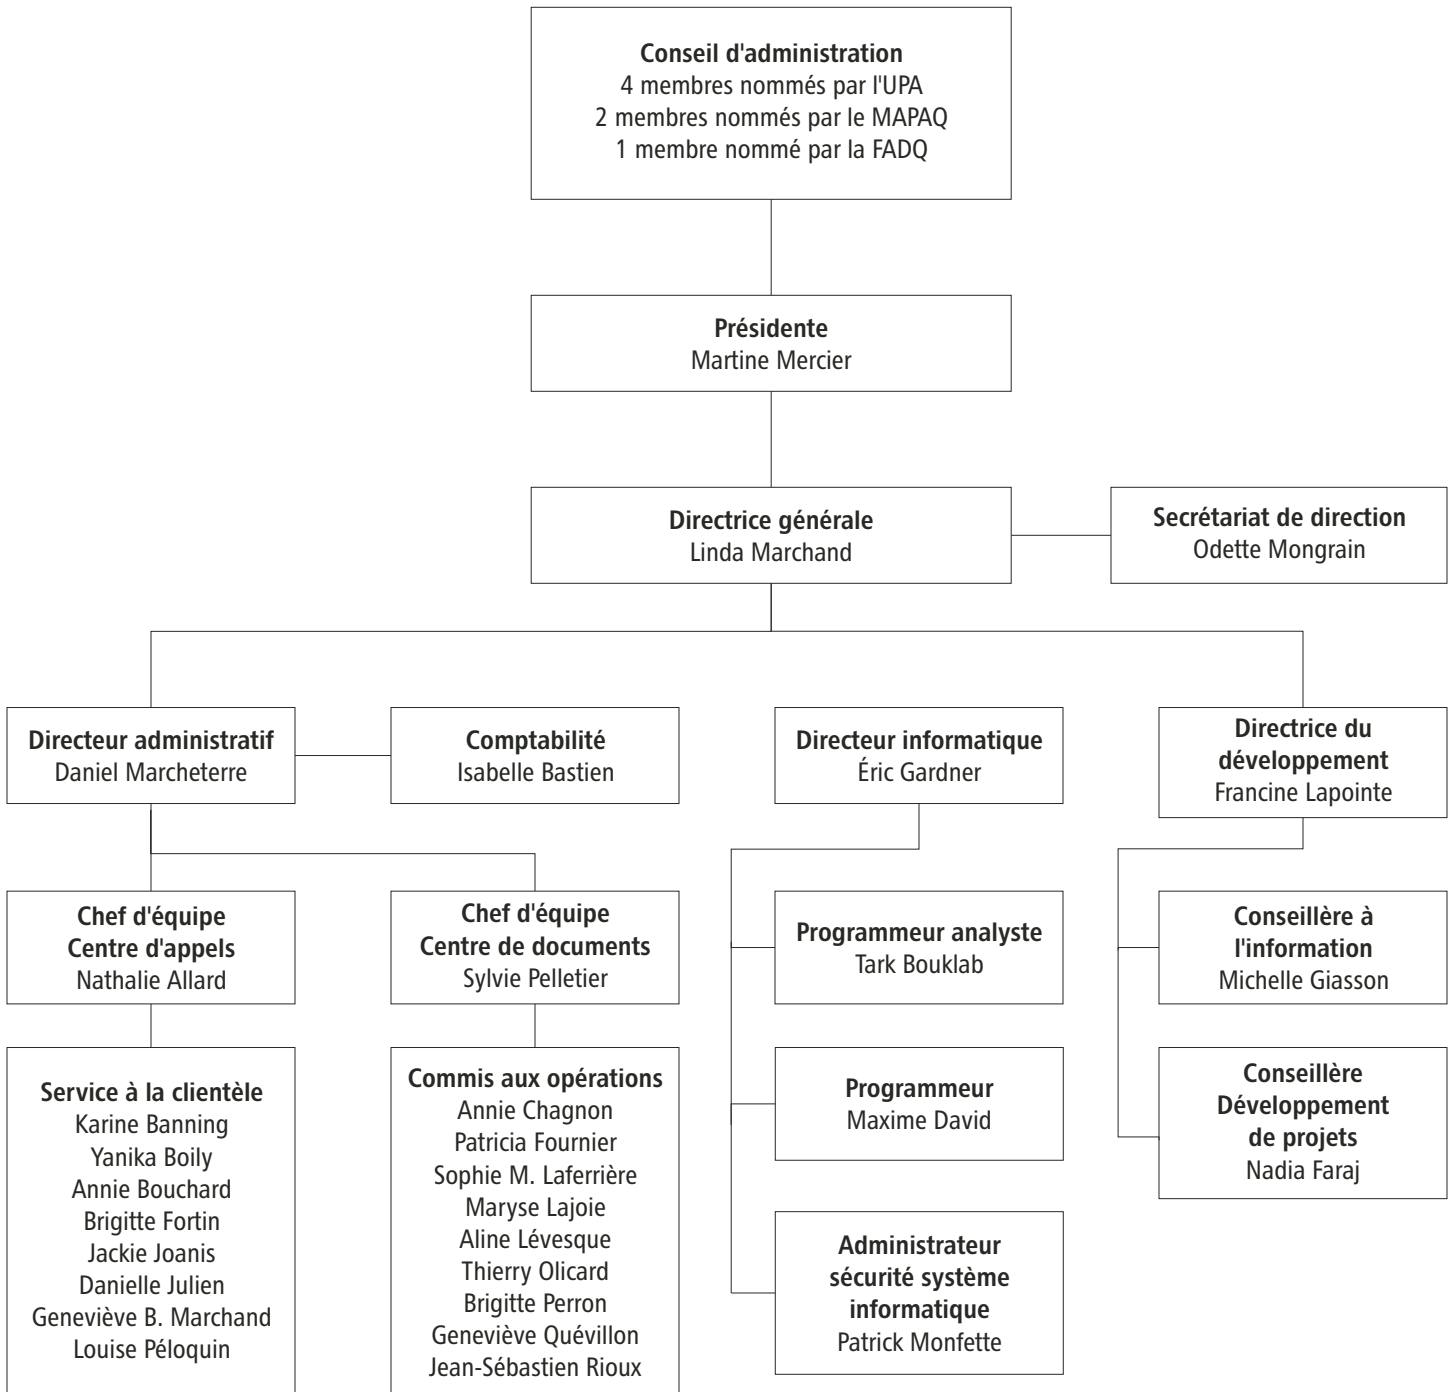 Conseil d'administration
4 membres nommés par l'UPA
2 membres nommés par le MAPAQ
1 membre nommé par la FADQ
Présidente
Martine Mercier
Directrice générale
Linda Marchand
Secrétariat de direction
Odette Mongrain
Directeur administratif
Daniel Marcheterre
Comptabilité
Isabelle Bastien
Directeur informatique
Éric Gardner
Directrice du
développement
Francine Lapointe
Chef d'équipe
Centre d'appels
Nathalie Allard
Chef d'équipe
Centre de documents
Sylvie Pelletier
Programmeur analyste
Tark Bouklab
Conseillère à
l'information
Michelle Giasson
Service à la clientèle
Karine Banning
Yanika Boily
Annie Bouchard
Brigitte Fortin
Jackie Joanis
Danielle Julien
Geneviève B. Marchand
Louise Péloquin
Commis aux opérations
Annie Chagnon
Patricia Fournier
Sophie M. Laferrière
Maryse Lajoie
Aline Lévesque
Thierry Olicard
Brigitte Perron
Geneviève Quévillon
Jean-Sébastien Rioux
Programmeur
Maxime David
Conseillère
Développement
de projets
Nadia Faraj
Administrateur
sécurité système
informatique
Patrick Monfette